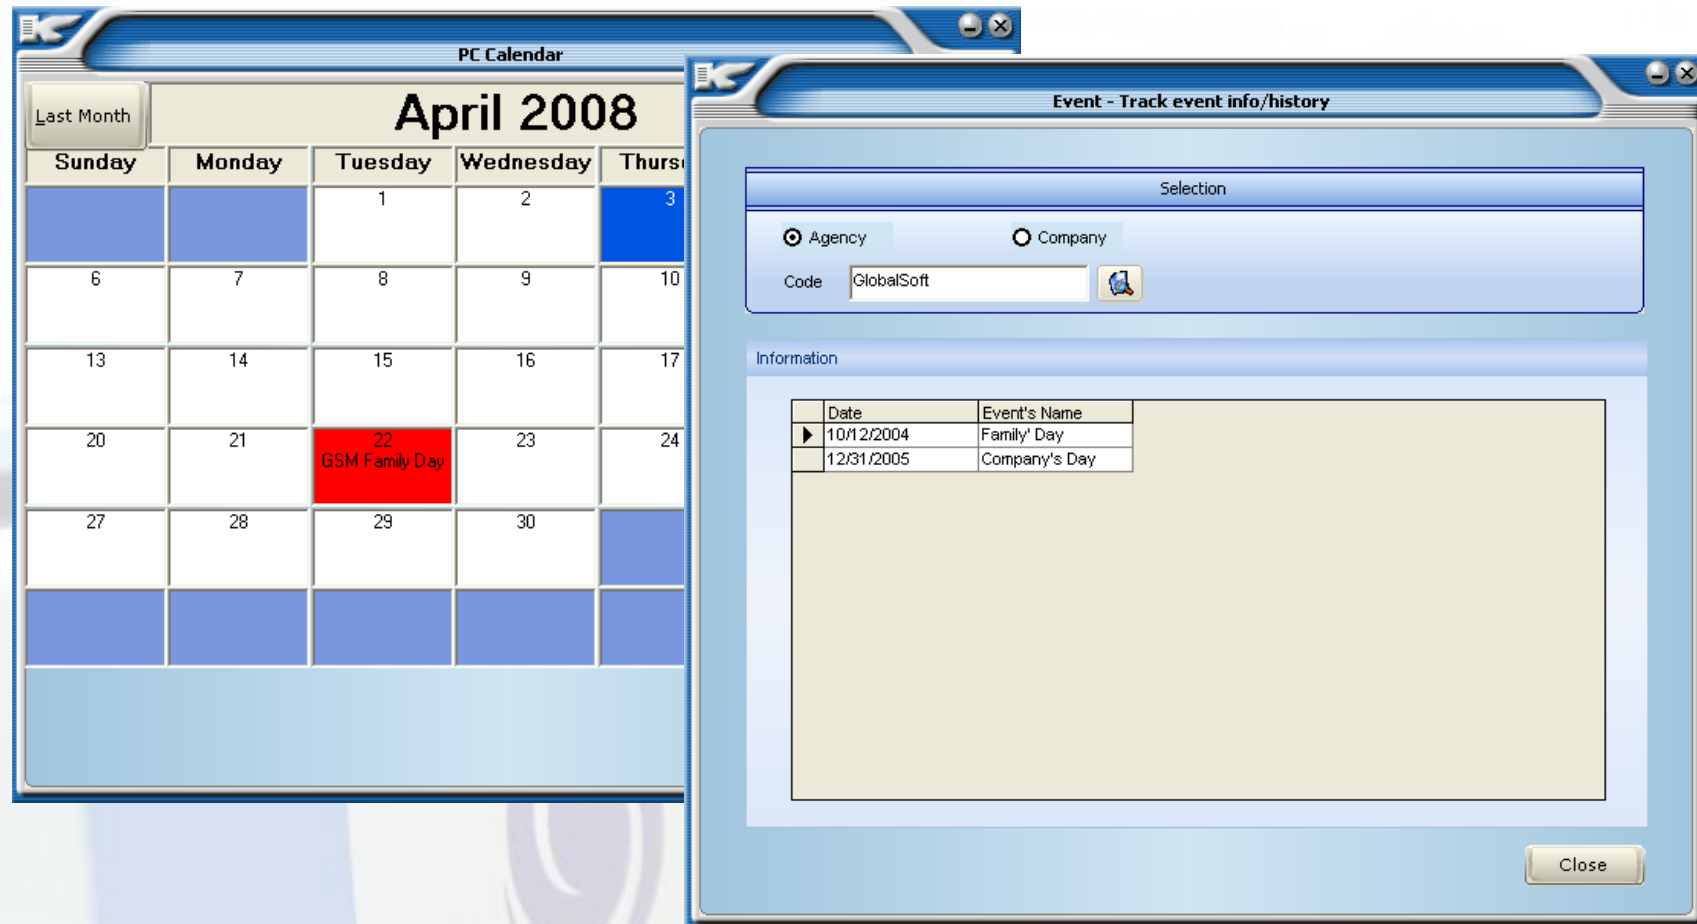 PC Calendar
Last Month
April 2008
Sunday Monday Tuesday Wednesday Thurs
1 2 3
6 7 8 9 10
13 14 15 16 17
20 21 22 23 24
GSM Family Day
27 28 29 30
Event - Track event info/history
Selection
Agency Company
Code GlobalSoft
Information
Date Event's Name
10/12/2004 Family' Day
12/31/2005 Company's Day
Close